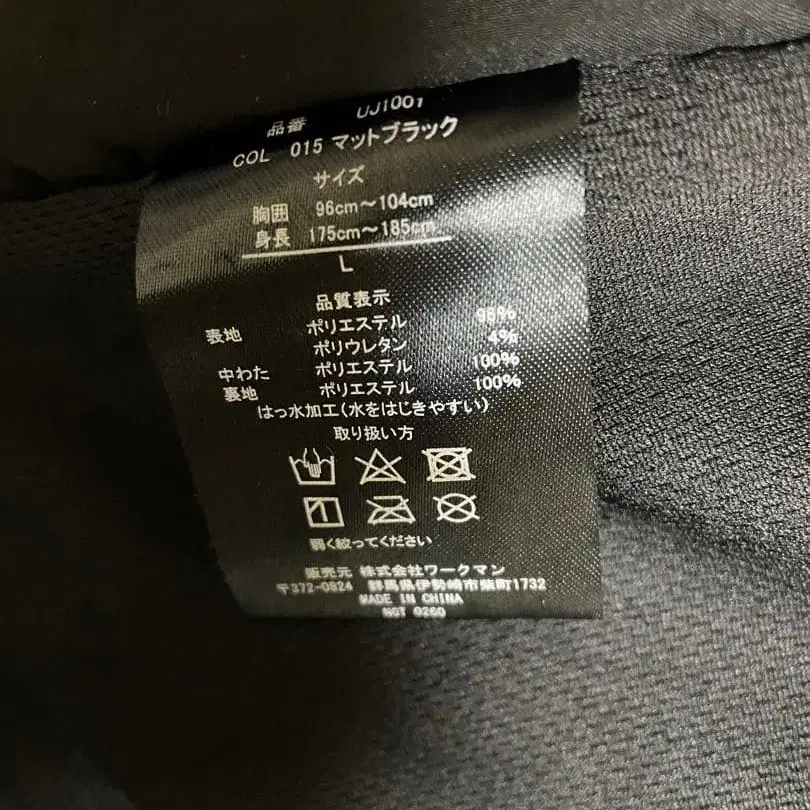 品番 UJ1001
COL 015 マットブラック
サイズ
胸囲 96cm～104cm
身長 175cm～185cm
L
品質表示
表地 ポリエステル 96%
ポリウレタン 4%
中わた ポリエステル 100%
裏地 ポリエステル 100%
はっ水加工(水をはじきやすい)
取り扱い方
弱く絞ってください
販売元 株式会社ワークマン
〒372-0824 群馬県伊勢崎市柴町1732
MADE IN CHINA
NGT 0260